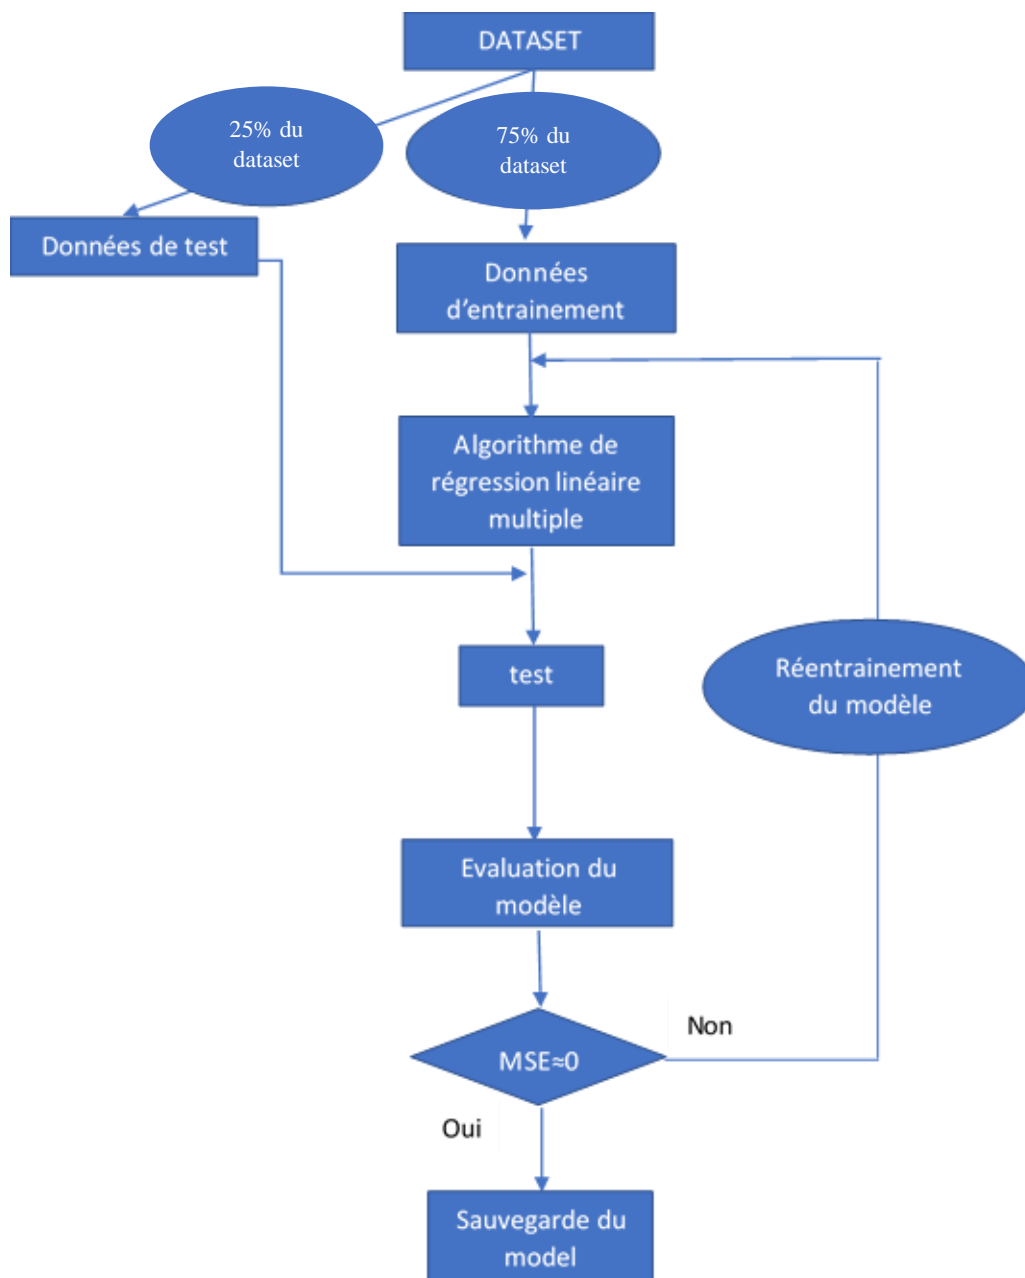 DATASET
25% du
dataset
75% du
dataset
Données de test
Données
d’entrainement
Algorithme de
régression linéaire
multiple
test
Réentrainement
du modèle
Evaluation du
modèle
Non
MSE≈0
Oui
Sauvegarde du
model